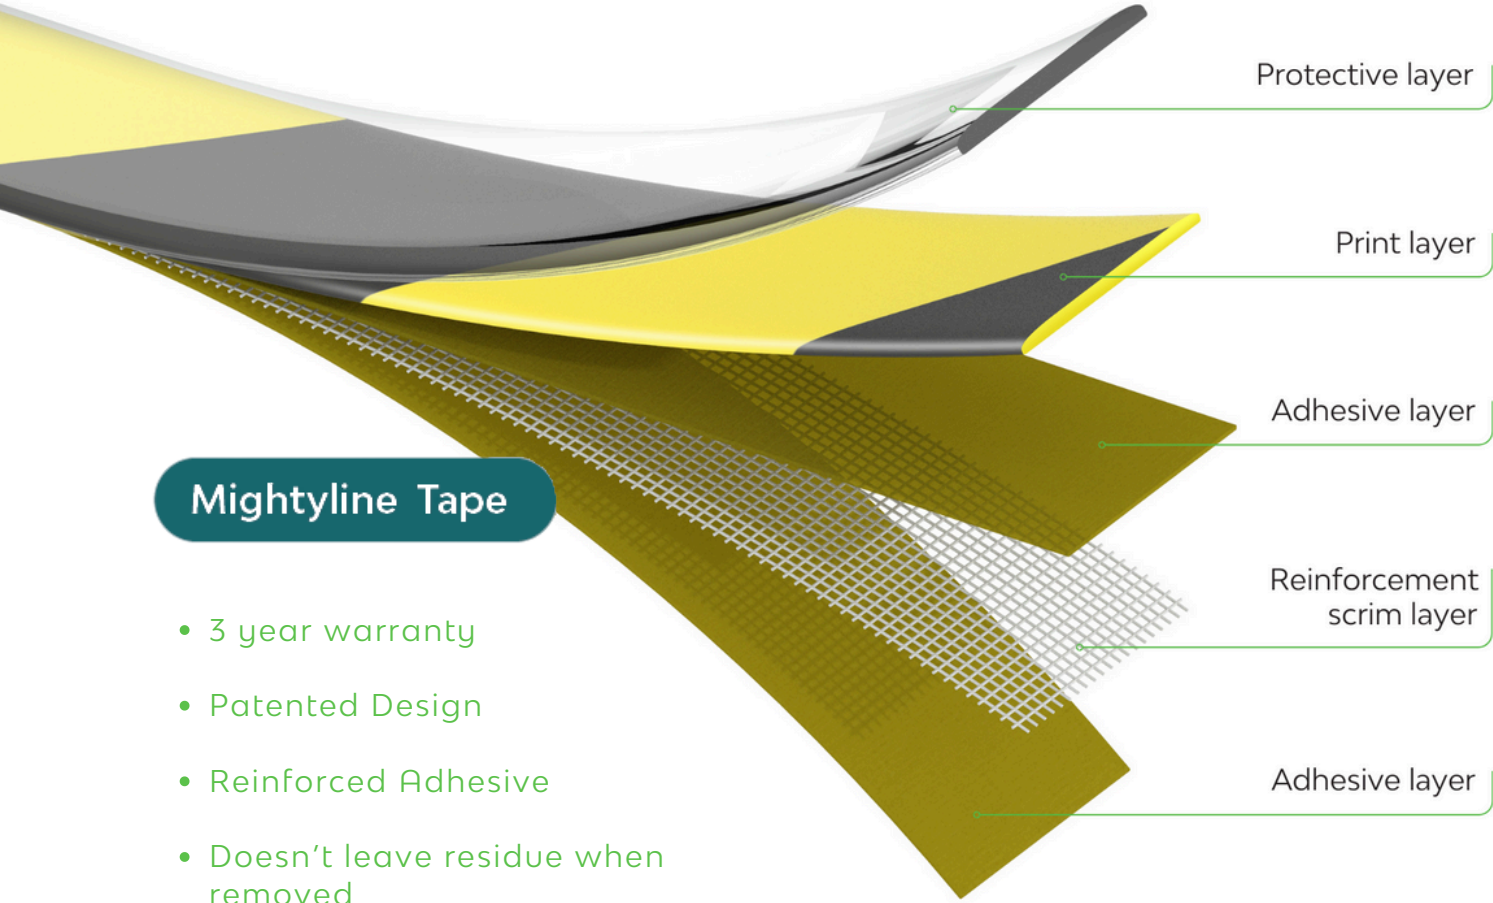 Protective layer
Print layer
Adhesive layer
Reinforcement
scrim layer
Adhesive layer
Mightyline Tape
• 3 year warranty
• Patented Design
• Reinforced Adhesive
• Doesn't leave residue when
removed